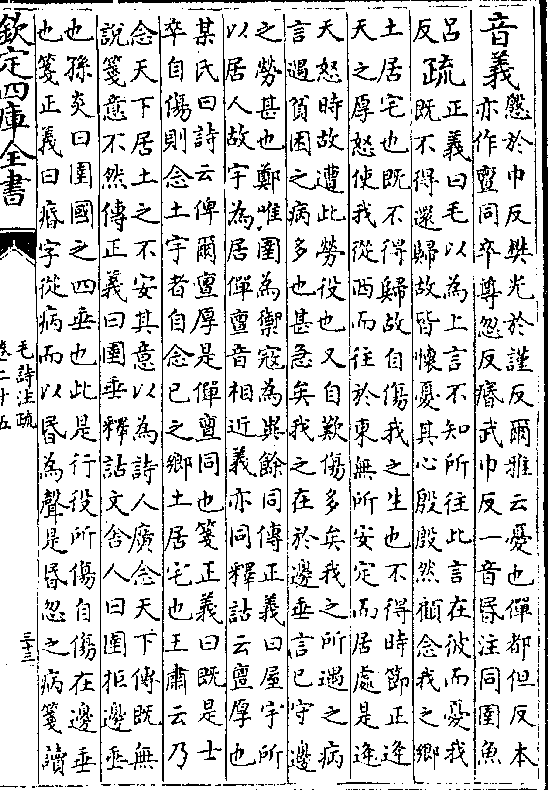 音義慇於巾反樊光於謹反爾雅云憂也僤都但反本
亦作亶同卒尊忽反瘽武巾反一音昬注同圉魚
呂反疏正義曰毛以為上言不知所往此言在彼而憂我
既不得還歸故皆懷憂其心殷殷然顧念我之鄉
土居宅也既不得歸故自傷我之生也不得時節正逢
天之厚怒使我從西而往於東無所安定而居處是逢
天怒時故遭此勞役也又自歎傷多矣我之所遇之病
言遇貧困之病多也甚急矣我之在於邊垂言已守邊
之勞甚也鄭唯圉為禦寇為異餘同傳正義曰屋宇所
以居人故宇為居僤亶音相近義亦同釋詁云亶厚也
某氏曰詩云俾爾亶厚是僤亶同也箋正義曰既是士
卒自傷則念土宇者自念已之鄉土居宅也王肅云乃
念天下居土之不安其意以為詩人廣念天下傳既無
說箋意不然傳正義曰圉垂釋詁文舍人曰圉拒邊垂
也孫炎曰圉國之四垂也此是行役所傷自傷在邊垂
也箋正義曰瘽字從病而以昬為聲是昬忽之病箋讀
欽定四庫全書
毛詩注疏
卷二十五
三十三